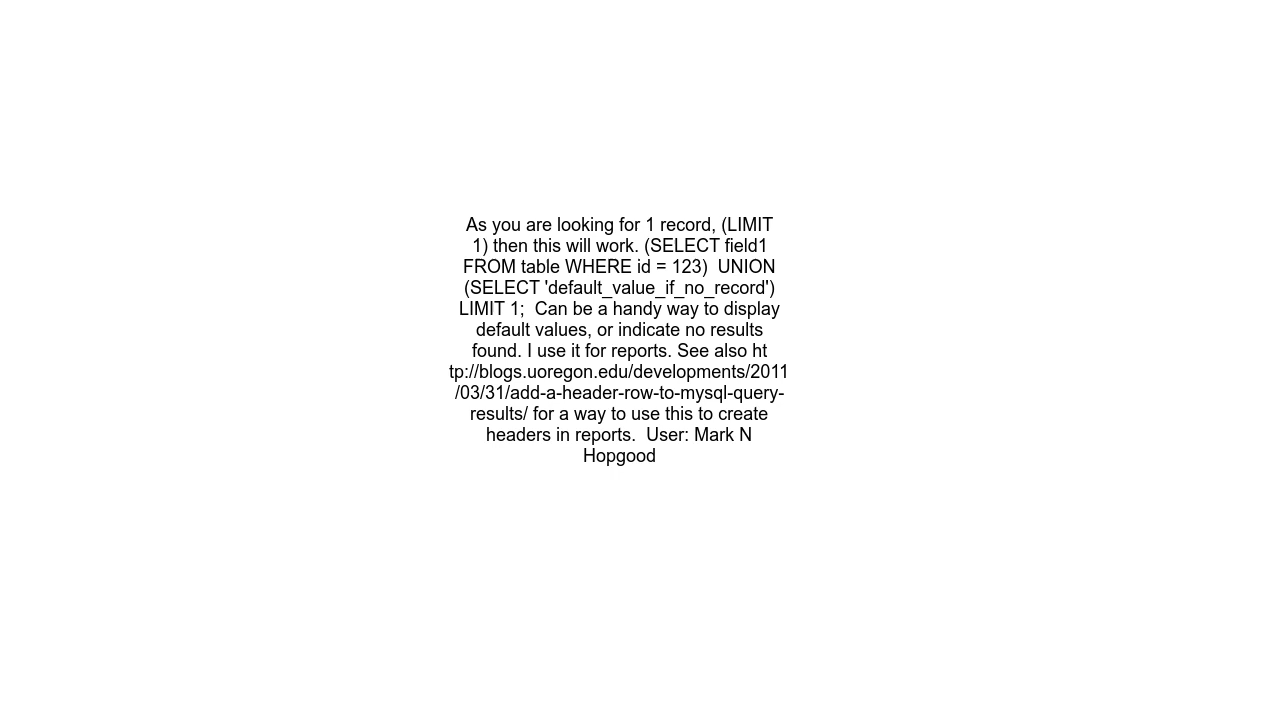 As you are looking for 1 record, (LIMIT
1) then this will work. (SELECT field1
FROM table WHERE id = 123)  UNION
(SELECT 'default_value_if_no_record')
LIMIT 1;  Can be a handy way to display
default values, or indicate no results
found. I use it for reports. See also ht
tp://blogs.uoregon.edu/developments/2011
/03/31/add-a-header-row-to-mysql-query-
results/ for a way to use this to create
headers in reports.  User: Mark N
Hopgood